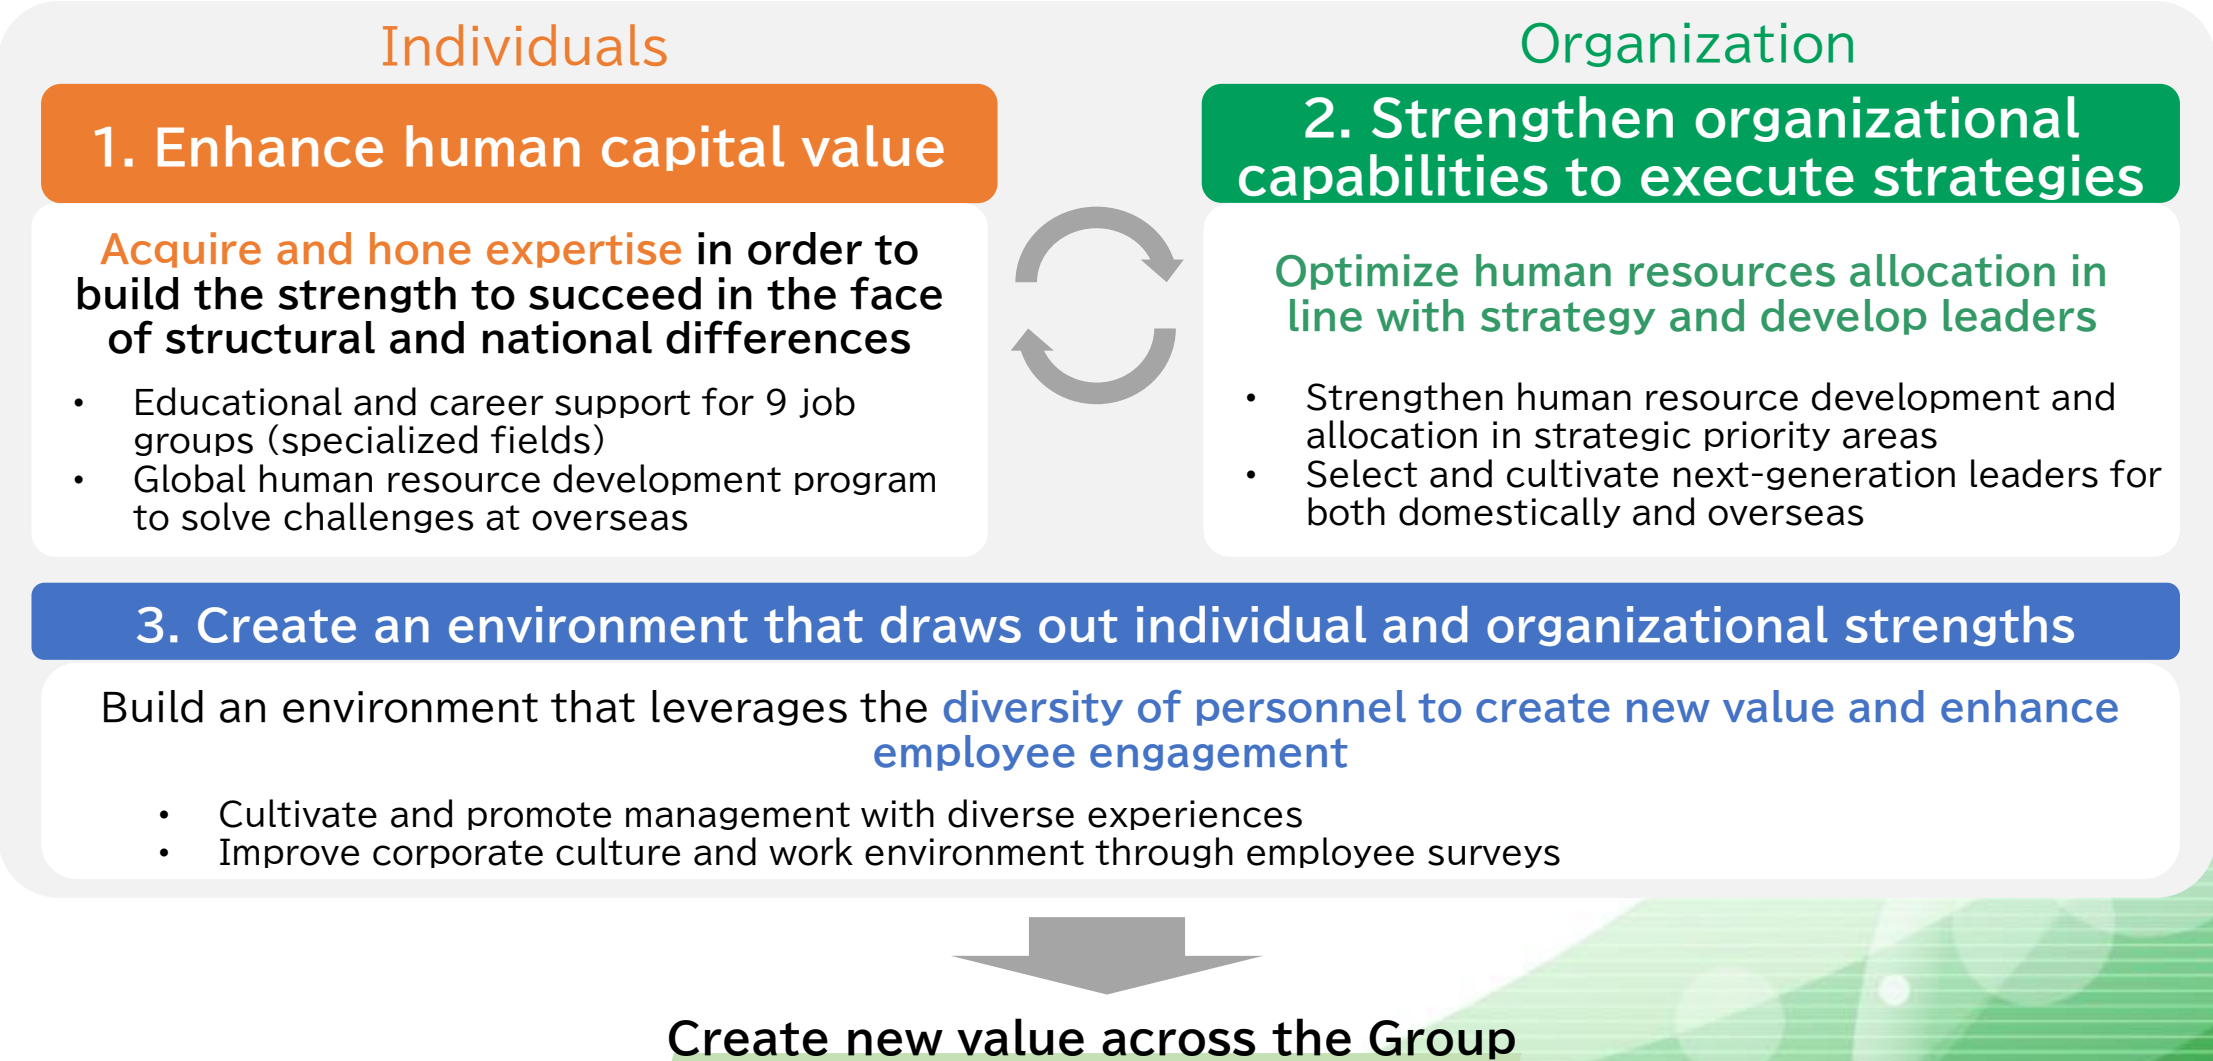 Individuals
1. Enhance human capital value
Acquire and hone expertise in order to
build the strength to succeed in the face
of structural and national differences
• Educational and career support for 9 job
groups (specialized fields)
• Global human resource development program
to solve challenges at overseas
Organization
2. Strengthen organizational
capabilities to execute strategies
Optimize human resources allocation in
line with strategy and develop leaders
• Strengthen human resource development and
allocation in strategic priority areas
• Select and cultivate next-generation leaders for
both domestically and overseas
3. Create an environment that draws out individual and organizational strengths
Build an environment that leverages the diversity of personnel to create new value and enhance
employee engagement
• Cultivate and promote management with diverse experiences
• Improve corporate culture and work environment through employee surveys
Create new value across the Group